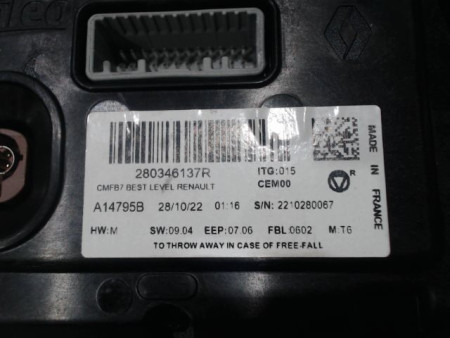 leo
280346137R
CMFB7 BEST LEVEL RENAULT
ITG:015
CEM00
R
A14795B 28/10/22 01:16 S/N: 2210280067
HW:M SW:09.04 EEP:07.06 FBL:0602 M:T6
TO THROW AWAY IN CASE OF FREE-FALL
MADE IN FRANCE